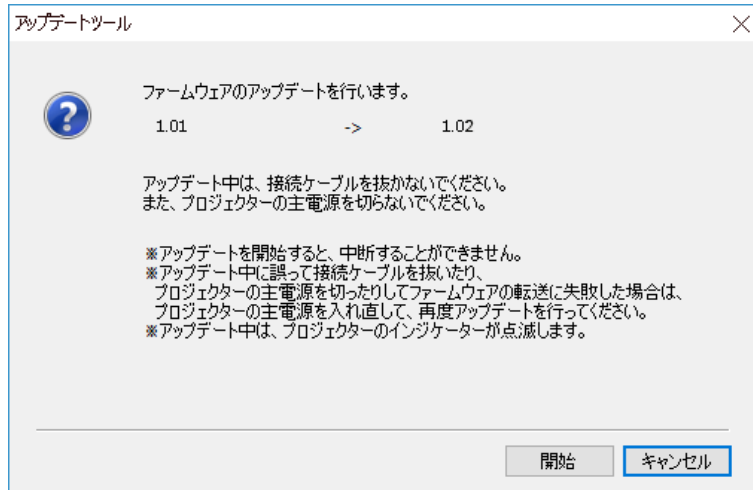 アップデートツール
ファームウェアのアップデートを行います。
1.01 -> 1.02
アップデート中は、接続ケーブルを抜かないでください。
また、プロジェクターの主電源を切らないでください。
※アップデートを開始すると、中断することができません。
※アップデート中に誤って接続ケーブルを抜いたり、
プロジェクターの主電源を切ったりしてファームウェアの転送に失敗した場合は、
プロジェクターの主電源を入れ直して、再度アップデートを行ってください。
※アップデート中は、プロジェクターのインジケーターが点滅します。
開始 キャンセル